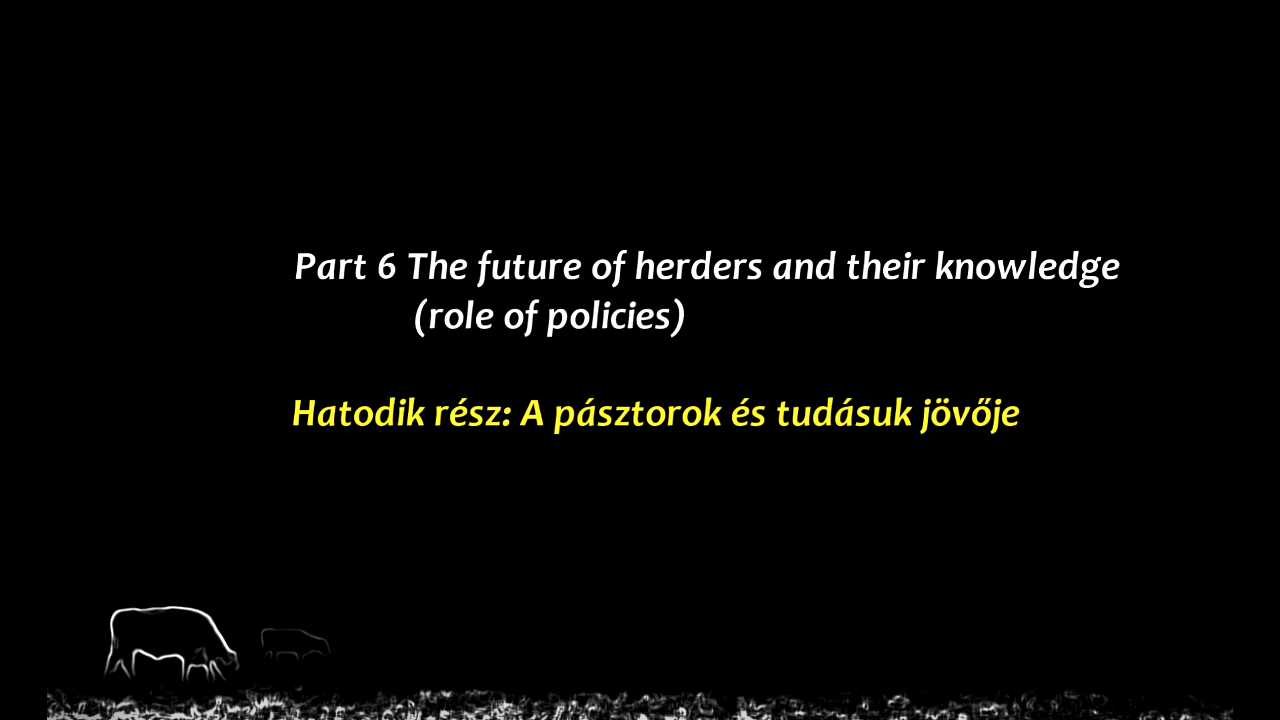 Part 6 The future of herders and their knowledge
(role of policies)
Hatodik rész: A pásztorok és tudásuk jövője